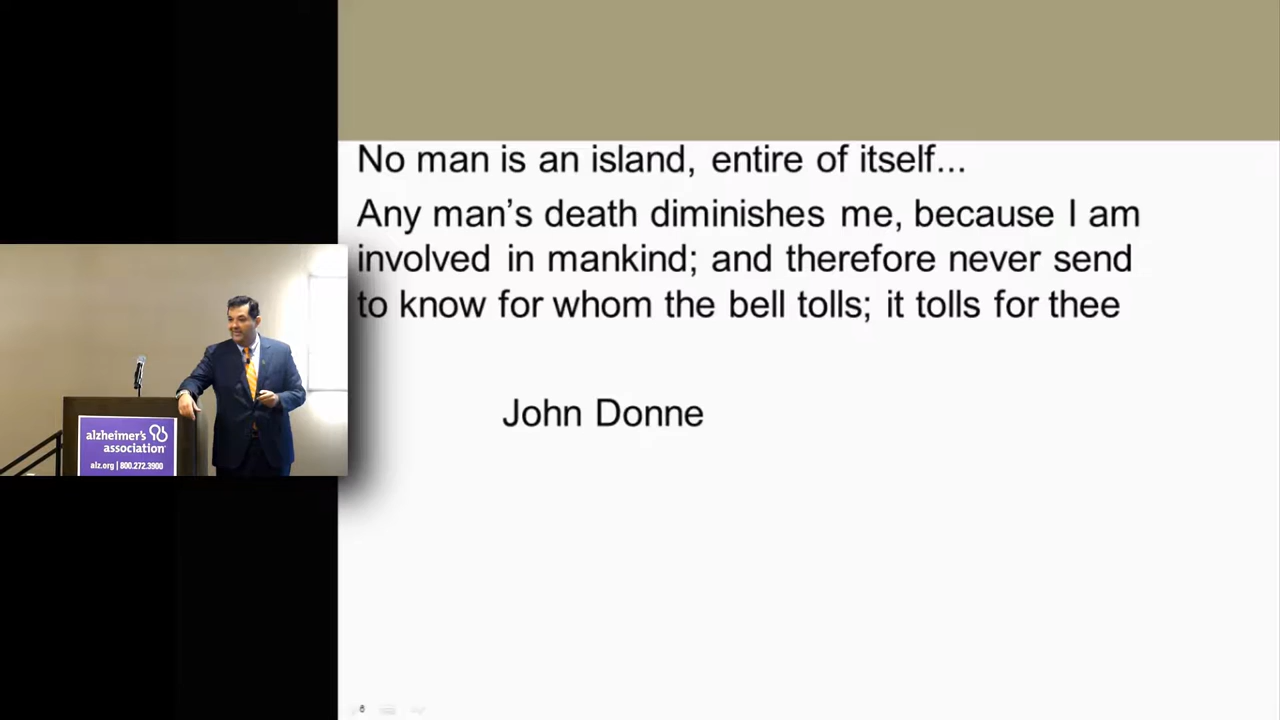 No man is an island, entire of itself...
Any man’s death diminishes me, because I am
involved in mankind; and therefore never send
to know for whom the bell tolls; it tolls for thee
John Donne
alzheimer's
association
alz.org | 800.272.3900